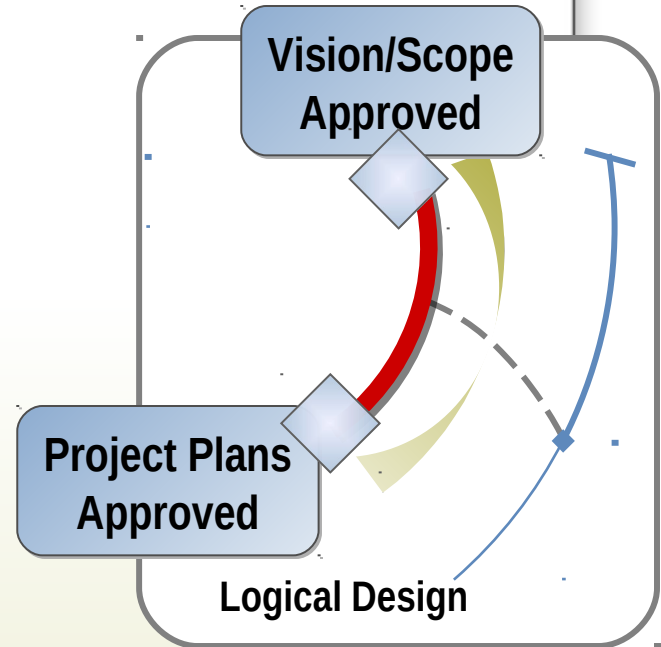 Vision/Scope
Approved
Project Plans
Approved
Logical Design